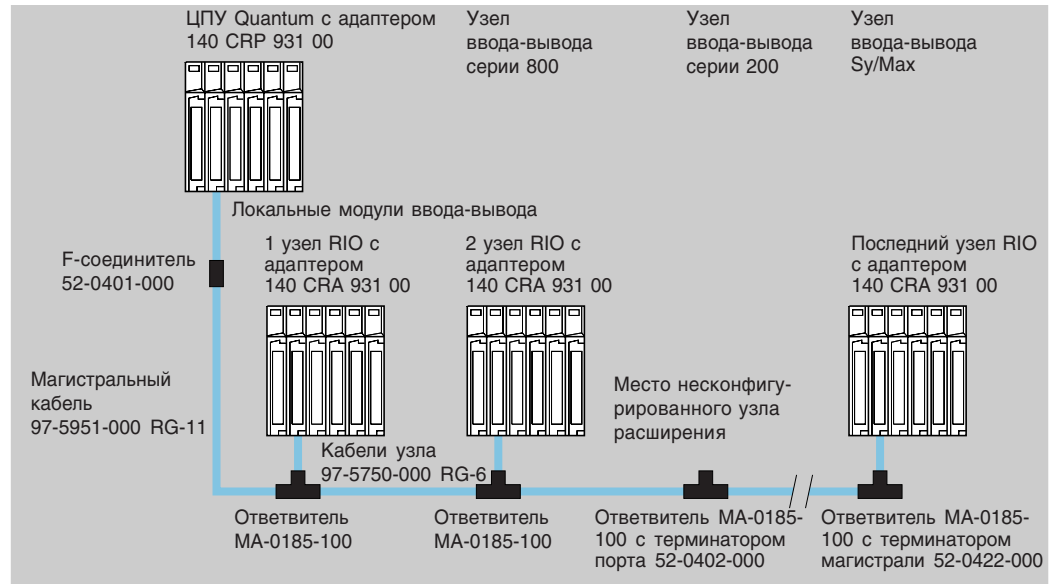 ЦПУ Quantum с адаптером
140 CRP 931 00
Узел
ввода-вывода
серии 800
Узел
ввода-вывода
серии 200
Узел
ввода-вывода
Sy/Max
Локальные модули ввода-вывода
F-соединитель
52-0401-000
1 узел RIO с
адаптером
140 CRA 931 00
2 узел RIO с
адаптером
140 CRA 931 00
Последний узел RIO
с адаптером
140 CRA 931 00
Магистральный
кабель
97-5951-000 RG-11
Место несконфигу-
рированного узла
расширения
Кабели узла
97-5750-000 RG-6
Ответвитель
MA-0185-100
Ответвитель
MA-0185-100
Ответвитель MA-0185-
100 с терминатором
порта 52-0402-000
Ответвитель MA-0185-
100 с терминатором
магистрали 52-0422-000